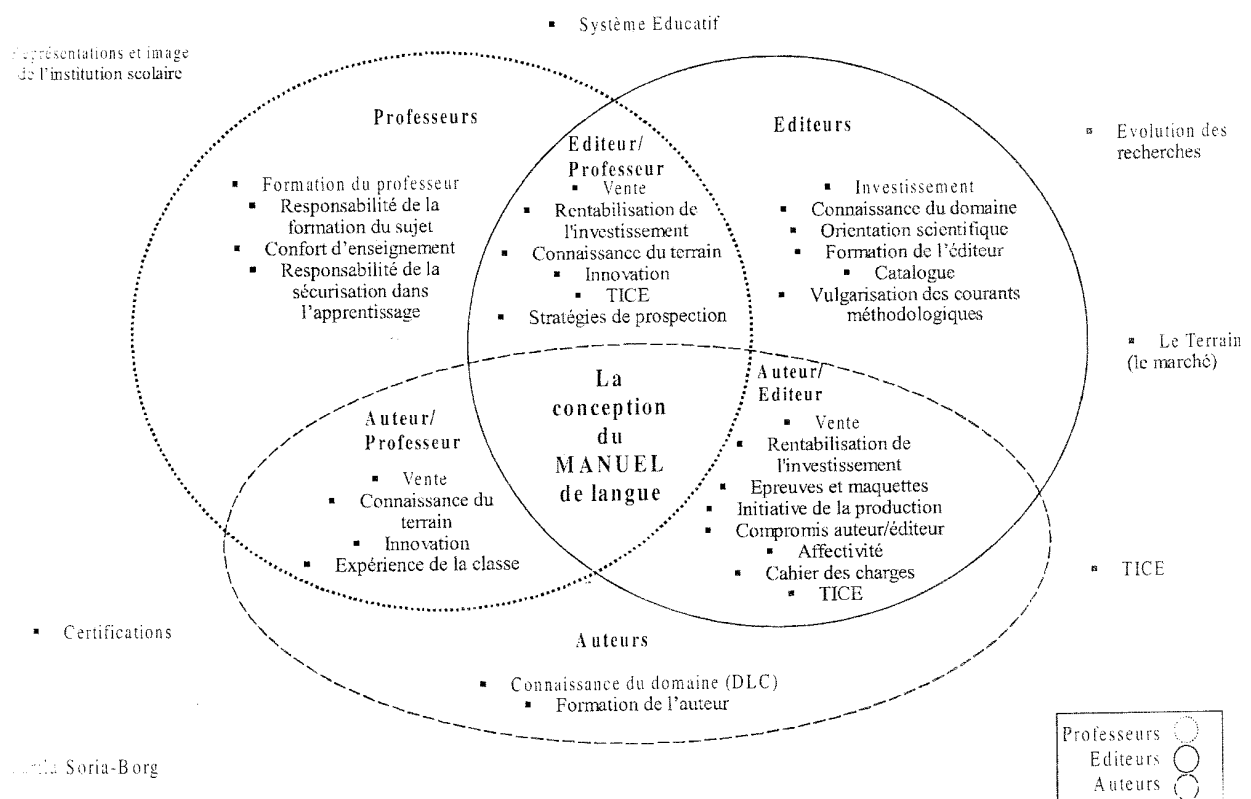 ▪ Système Educatif
Représentations et image
de l'institution scolaire
Professeurs
▪ Formation du professeur
▪ Responsabilité de la
formation du sujet
▪ Confort d'enseignement
▪ Responsabilité de la
sécurisation dans
l'apprentissage
Editeur/
Professeur
▪ Vente
▪ Rentabilisation de
l'investissement
▪ Connaissance du terrain
▪ Innovation
▪ TICE
▪ Stratégies de prospection
Editeurs
▪ Investissement
▪ Connaissance du domaine
▪ Orientation scientifique
▪ Formation de l'éditeur
▪ Catalogue
▪ Vulgarisation des courants
méthodologiques
▪ Evolution des
recherches
▪ Le Terrain
(le marché)
La
conception
du
MANUEL
de langue
Auteur/
Professeur
▪ Vente
▪ Connaissance du
terrain
▪ Innovation
▪ Expérience de la classe
Auteur/
Editeur
▪ Vente
▪ Rentabilisation de
l'investissement
▪ Epreuves et maquettes
▪ Initiative de la production
▪ Compromis auteur/éditeur
▪ Affectivité
▪ Cahier des charges
▪ TICE
▪ TICE
▪ Certifications
Auteurs
▪ Connaissance du domaine (DLC)
▪ Formation de l'auteur
Soria-Borg
Professeurs
Editeurs
Auteurs